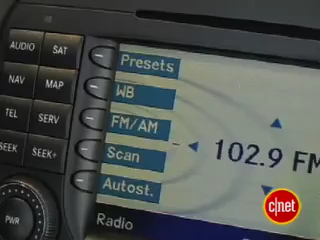 AUDIO SAT
NAV MAP
TEL SERV
SEEK SEEK+
PWR
Presets
WB
FM/AM
Scan
Autost.
102.9 FM
Radio
c|net